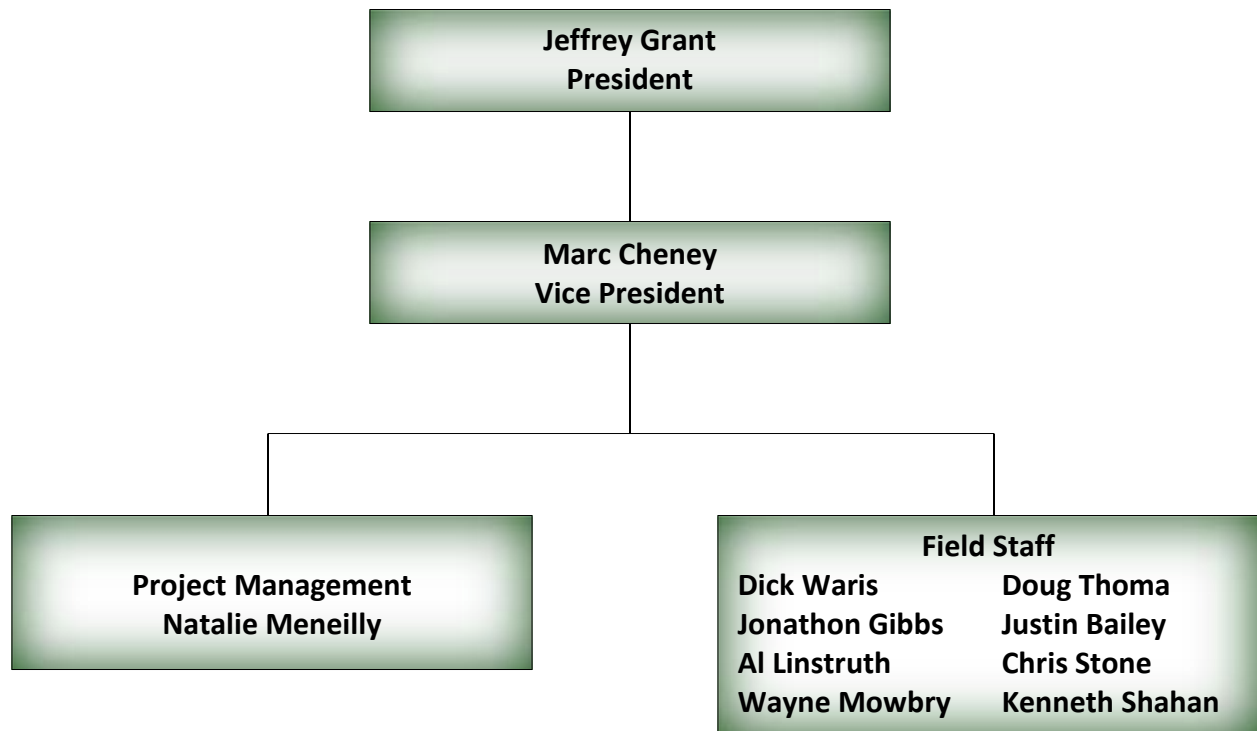 Jeffrey Grant
President
Marc Cheney
Vice President
Project Management
Natalie Meneilly
Field Staff
Dick Waris Doug Thoma
Jonathon Gibbs Justin Bailey
Al Linstruth Chris Stone
Wayne Mowbry Kenneth Shahan